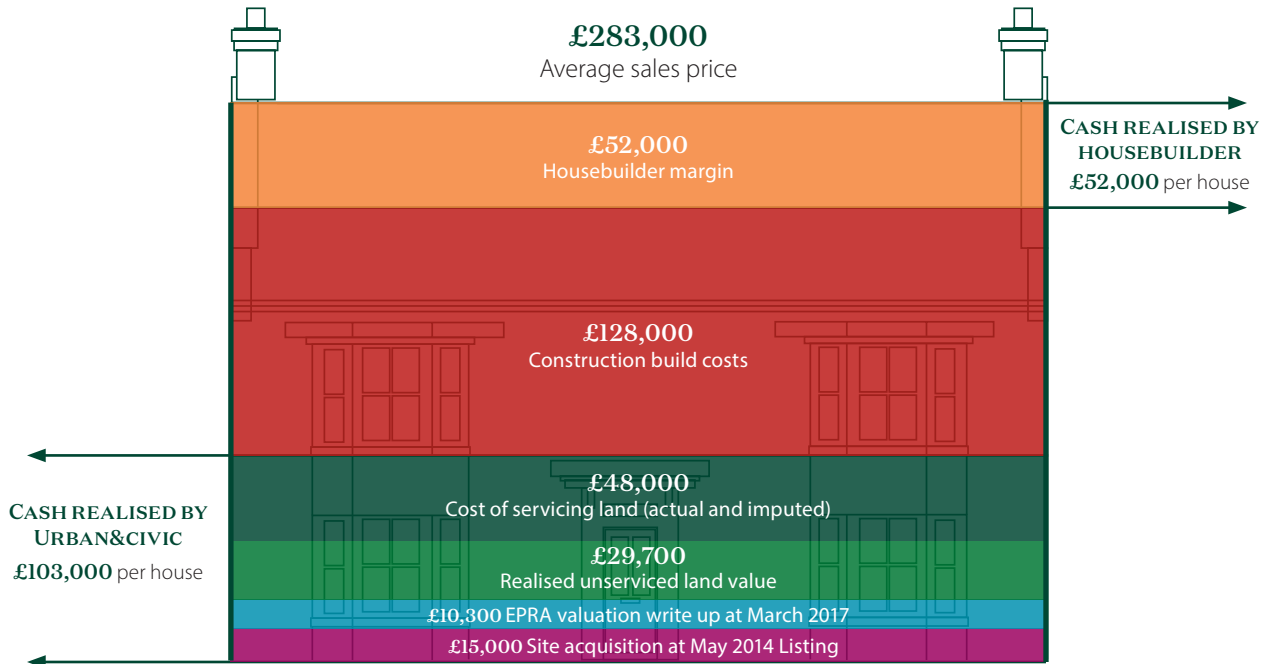 £283,000
Average sales price
£52,000
Housebuilder margin
CASH REALISED BY
HOUSEBUILDER
£52,000 per house
£128,000
Construction build costs
£48,000
Cost of servicing land (actual and imputed)
CASH REALISED BY
URBAN&CIVIC
£103,000 per house
£29,700
Realised unserviced land value
£10,300 EPRA valuation write up at March 2017
£15,000 Site acquisition at May 2014 Listing